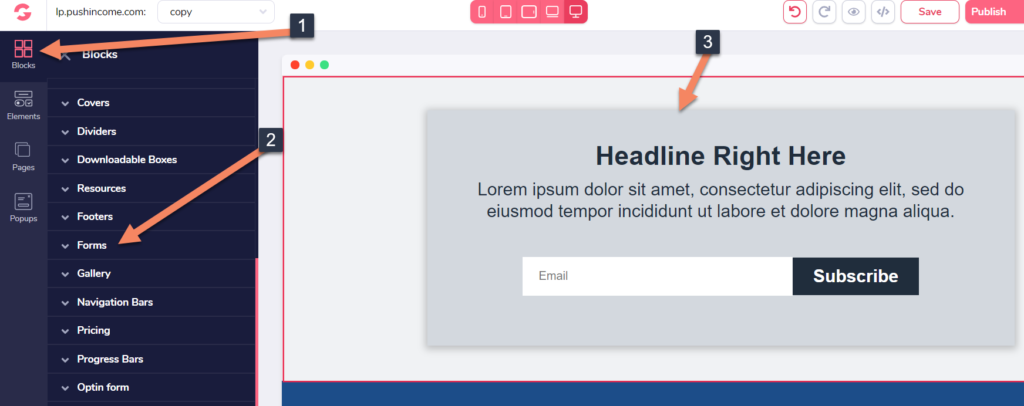 lp.pushincome.com:
copy
Save
Publish
1
3
Blocks
Elements
Pages
Popups
Blocks
Covers
Dividers
2
Downloadable Boxes
Resources
Footers
Forms
Gallery
Navigation Bars
Pricing
Progress Bars
Optin form
Headline Right Here
Lorem ipsum dolor sit amet, consectetur adipiscing elit, sed do
eiusmod tempor incididunt ut labore et dolore magna aliqua.
Email
Subscribe